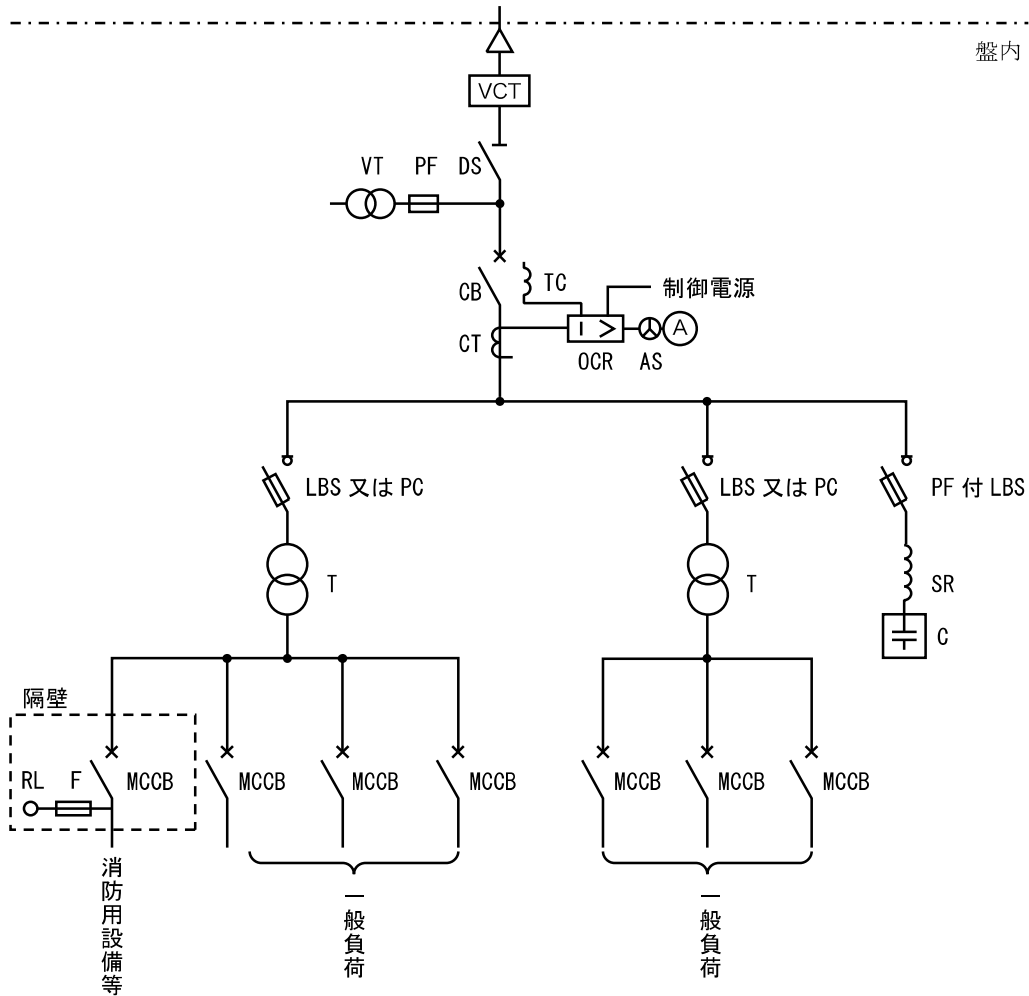 盤内
VCT
VT PF DS
CB
TC
制御電源
CT
A
OCR AS
LBS 又は PC
LBS 又は PC
PF 付 LBS
T
T
SR
C
隔壁
RL F MCCB
MCCB
MCCB
MCCB
MCCB
MCCB
MCCB
消防用設備等
一般負荷
一般負荷